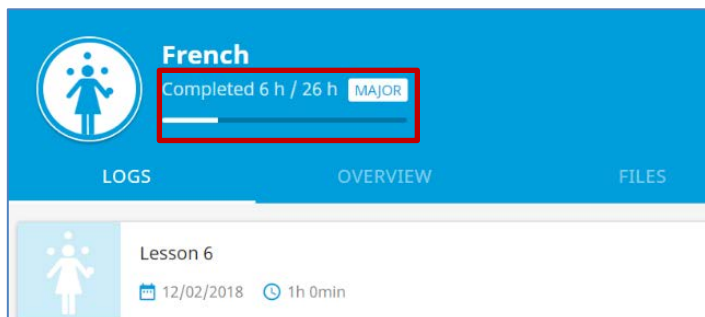 French
Completed 6 h / 26 h MAJOR
LOGS OVERVIEW FILES
Lesson 6
12/02/2018 1h 0min